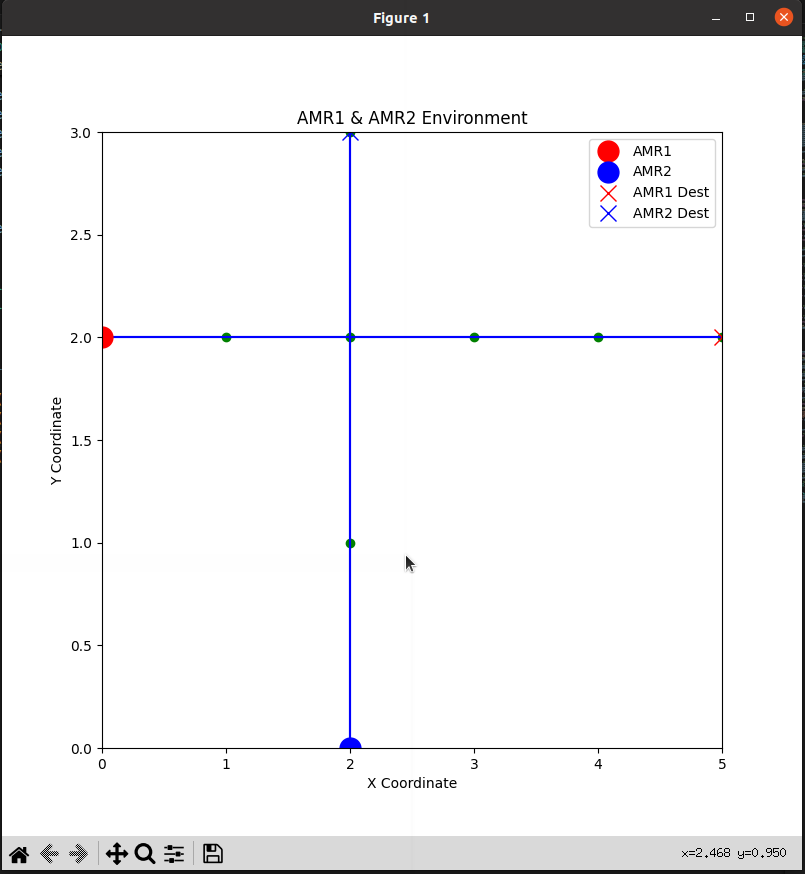 Figure 1
AMR1 & AMR2 Environment
AMR1
AMR2
AMR1 Dest
AMR2 Dest
3.0
2.5
2.0
1.5
1.0
0.5
0.0
Y Coordinate
0 1 2 3 4 5
X Coordinate
x=2.468 y=0.950